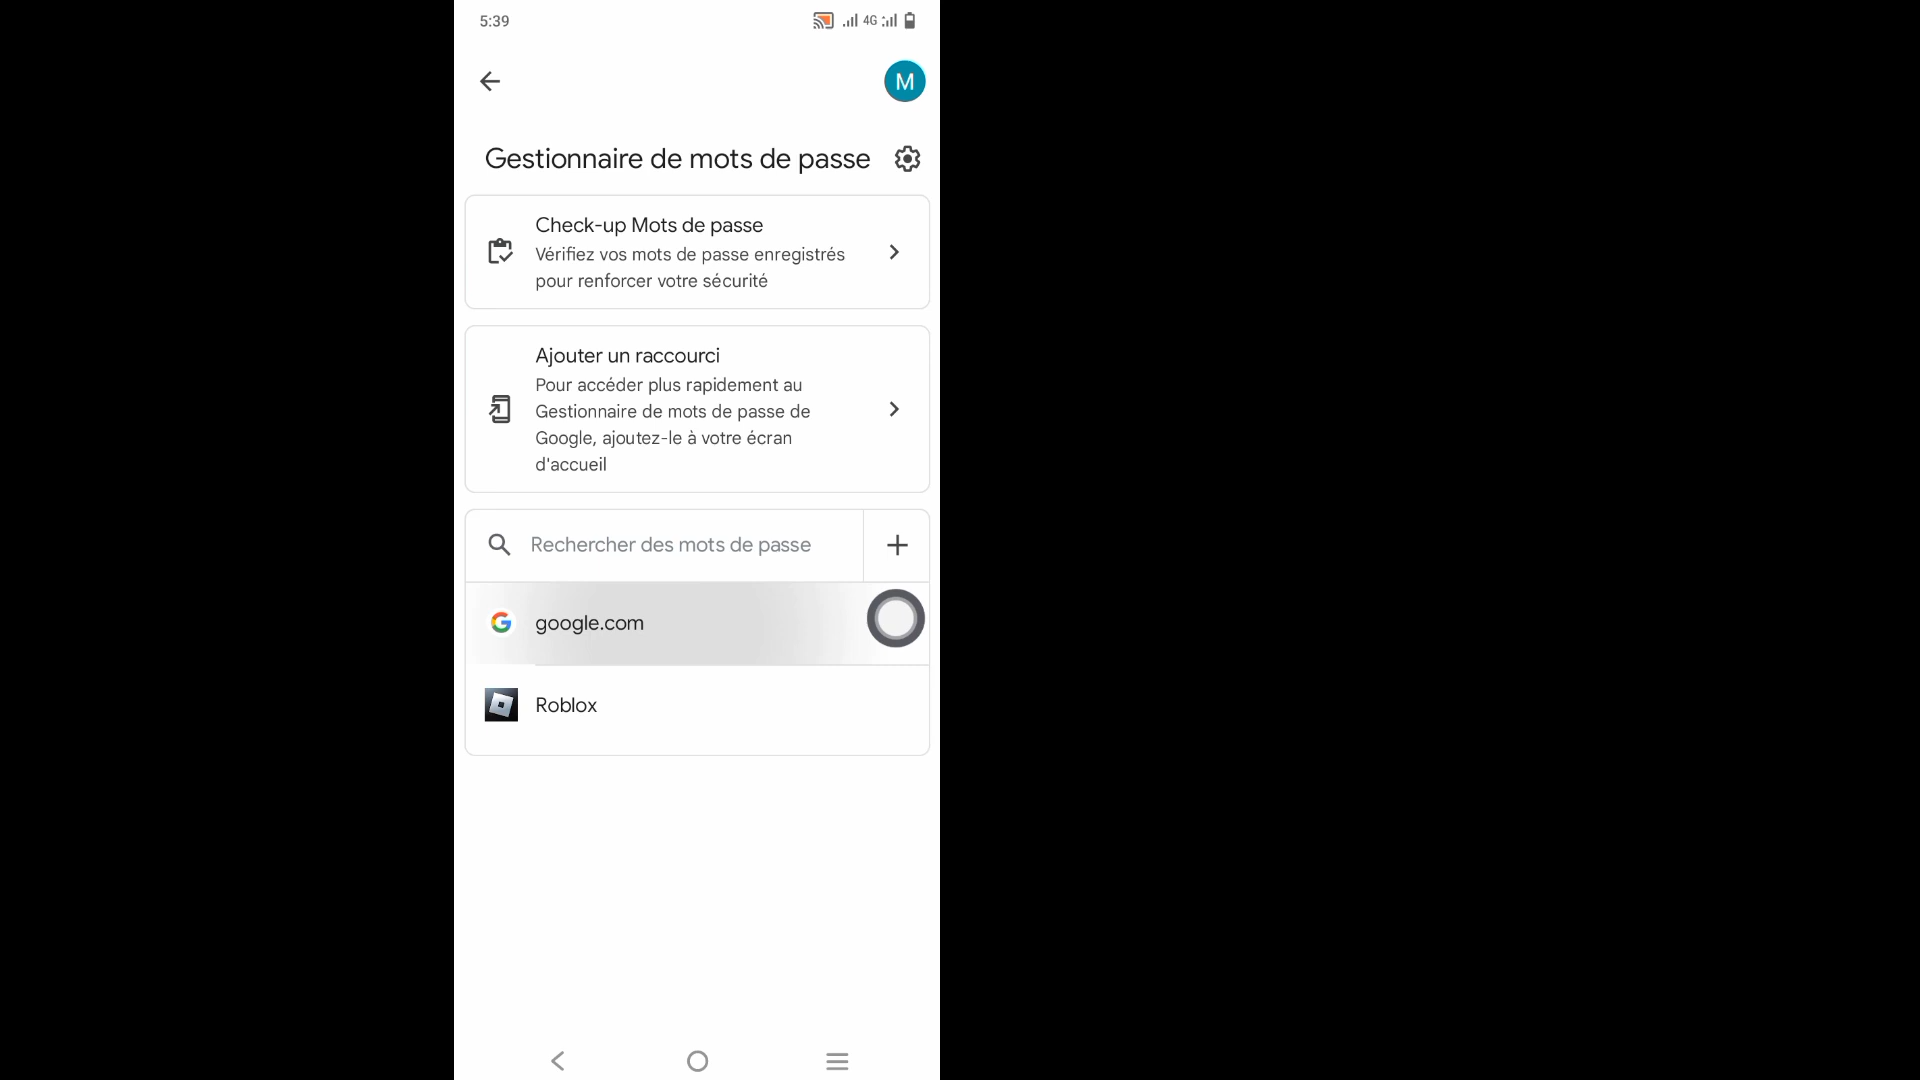 5:39
4G
M
Gestionnaire de mots de passe
Check-up Mots de passe
Vérifiez vos mots de passe enregistrés
pour renforcer votre sécurité
Ajouter un raccourci
Pour accéder plus rapidement au
Gestionnaire de mots de passe de
Google, ajoutez-le à votre écran
d'accueil
Rechercher des mots de passe
google.com
Roblox